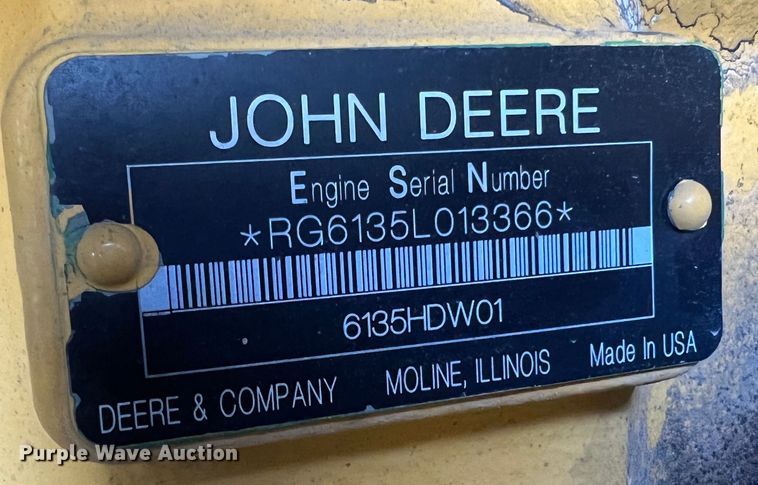 JOHN DEERE
Engine Serial Number
*RG6135L013366*
6135HDW01
DEERE & COMPANY MOLINE, ILLINOIS Made In USA
Purple Wave Auction